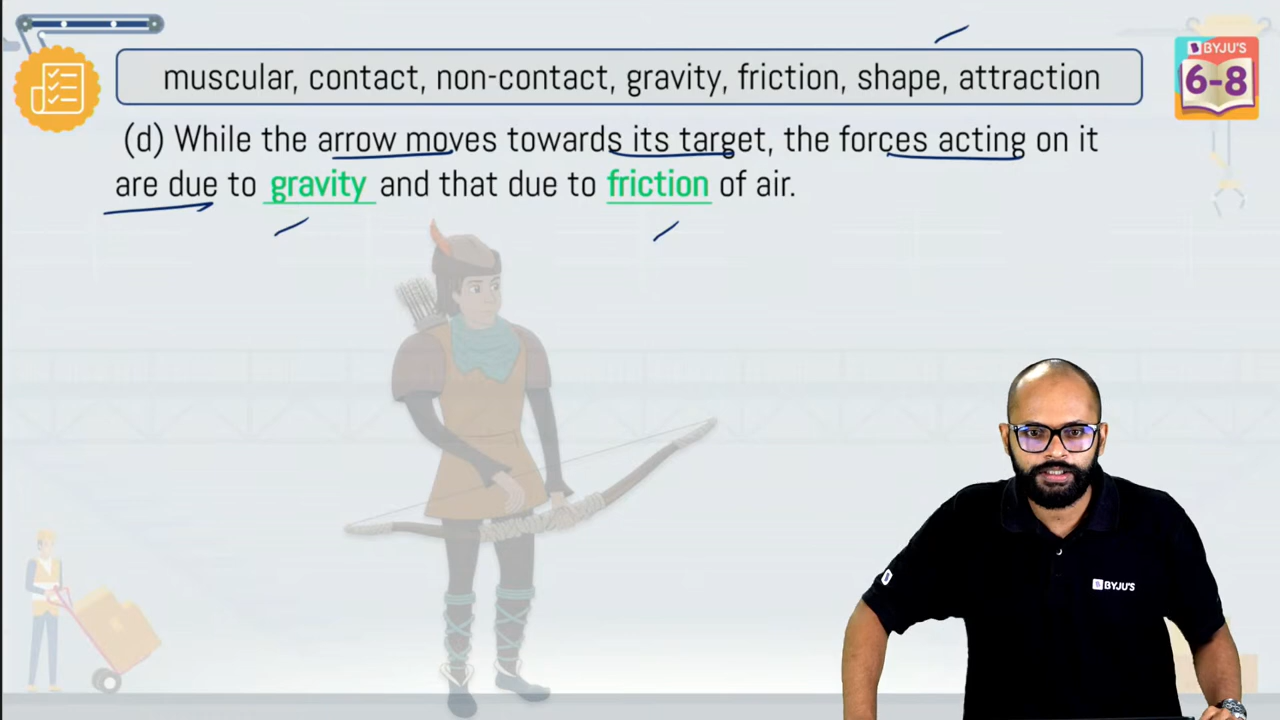 BYJU'S
6-8
muscular, contact, non-contact, gravity, friction, shape, attraction
(d) While the arrow moves towards its target, the forces acting on it
are due to gravity and that due to friction of air.
BYJU'S